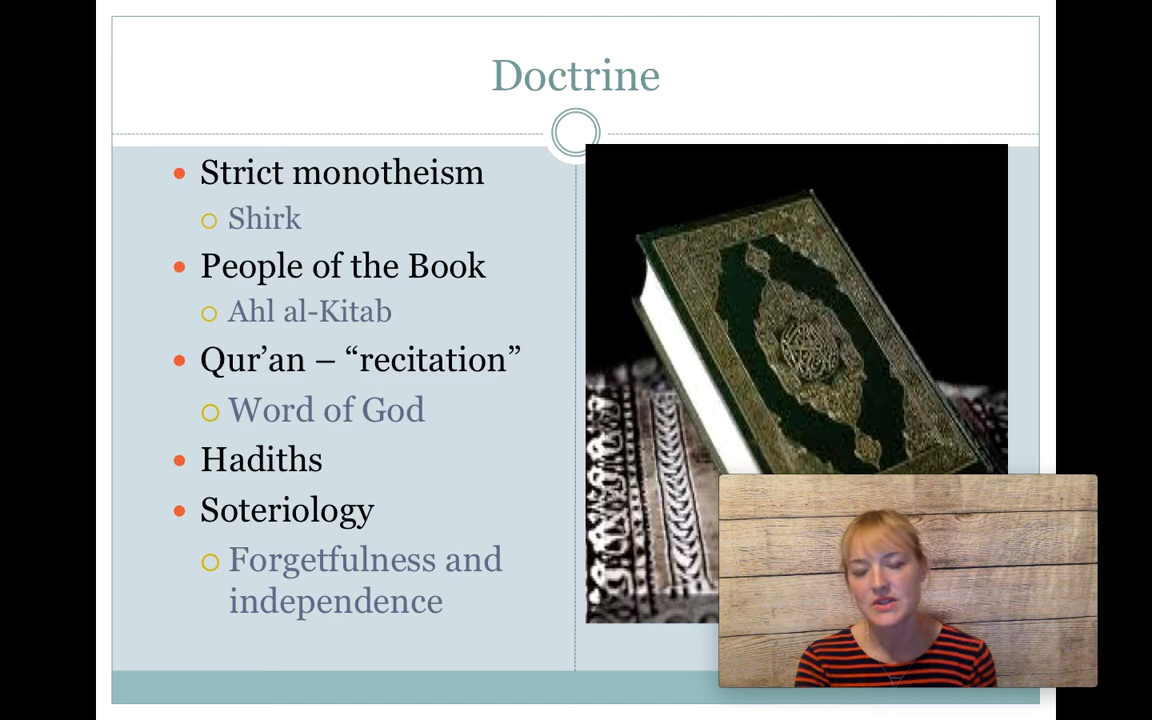 Doctrine
Strict monotheism
Shirk
People of the Book
Ahl al-Kitab
Qur’an – “recitation”
Word of God
Hadiths
Soteriology
Forgetfulness and
independence